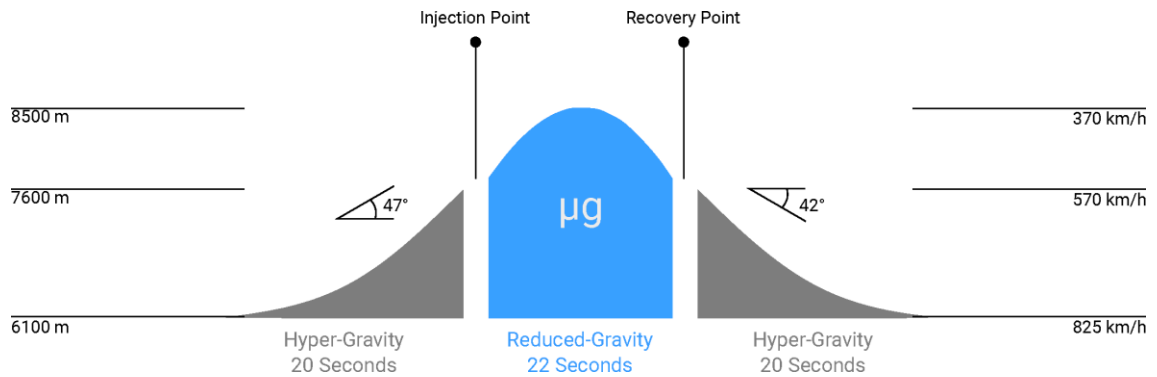 Injection Point
Recovery Point
8500 m
370 km/h
7600 m
47°
µg
42°
570 km/h
6100 m
825 km/h
Hyper-Gravity
20 Seconds
Reduced-Gravity
22 Seconds
Hyper-Gravity
20 Seconds